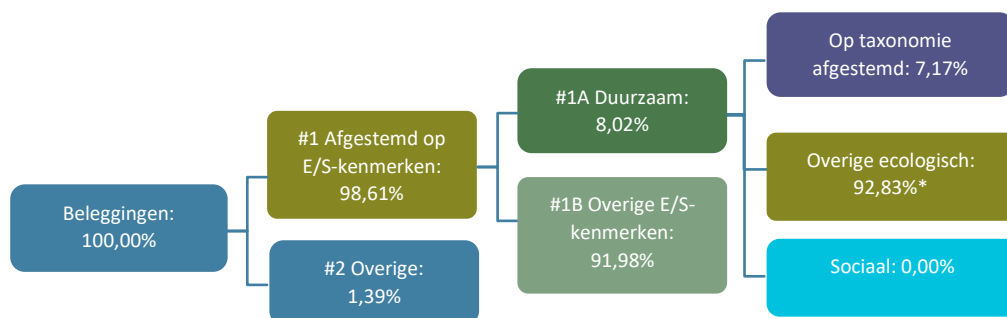 Beleggingen:
100,00%
#1 Afgestemd op
E/S-kenmerken:
98,61%
#2 Overige:
1,39%
#1A Duurzaam:
8,02%
#1B Overige E/S-
kenmerken:
91,98%
Op taxonomie
afgestemd: 7,17%
Overige ecologisch:
92,83%*
Sociaal: 0,00%